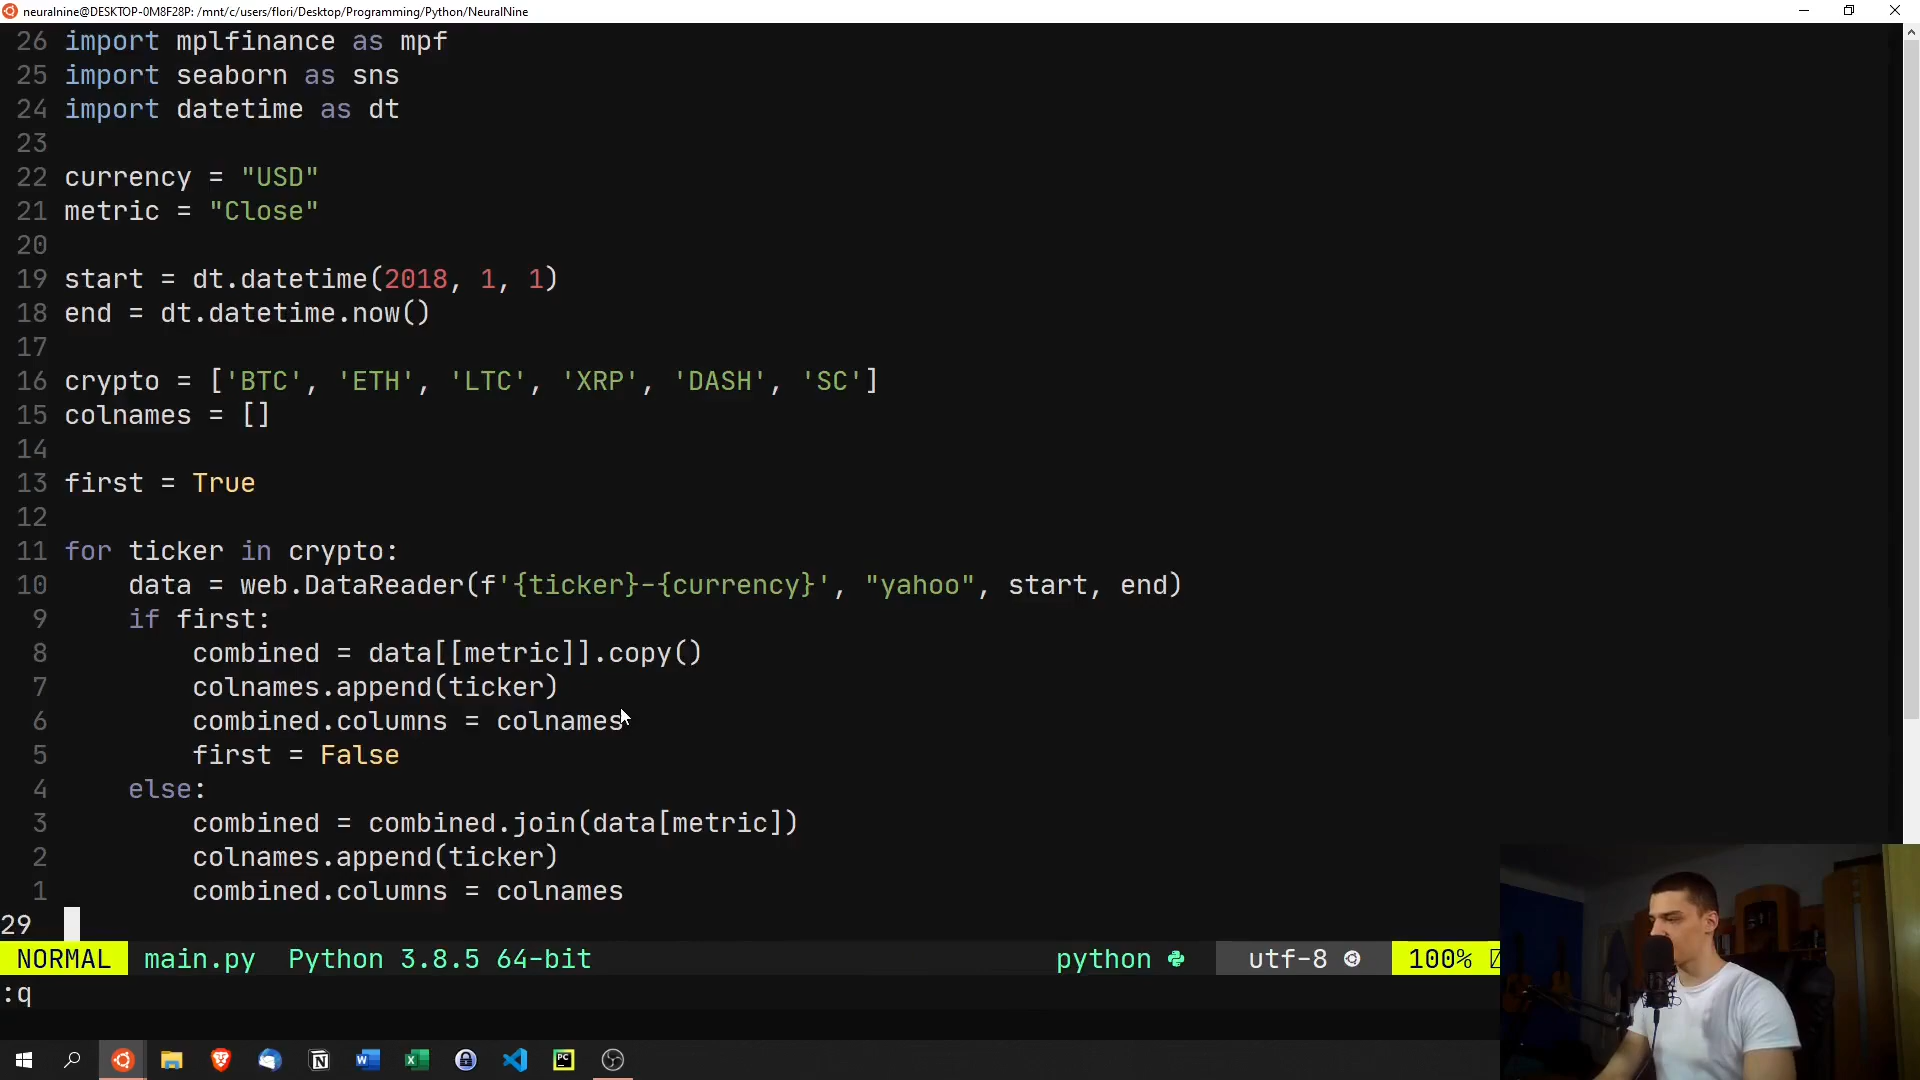 neuralnine@DESKTOP-0M8F28P: /mnt/c/users/flori/Desktop/Programming/Python/NeuralNine
26 import mplfinance as mpf
25 import seaborn as sns
24 import datetime as dt
23
22 currency = "USD"
21 metric = "Close"
20
19 start = dt.datetime(2018, 1, 1)
18 end = dt.datetime.now()
17
16 crypto = ['BTC', 'ETH', 'LTC', 'XRP', 'DASH', 'SC']
15 colnames = []
14
13 first = True
12
11 for ticker in crypto:
10     data = web.DataReader(f'{ticker}-{currency}', "yahoo", start, end)
9     if first:
8         combined = data[[metric]].copy()
7         colnames.append(ticker)
6         combined.columns = colnames
5         first = False
4     else:
3         combined = combined.join(data[metric])
2         colnames.append(ticker)
1         combined.columns = colnames
29
NORMAL main.py Python 3.8.5 64-bit python utf-8 100%
:q